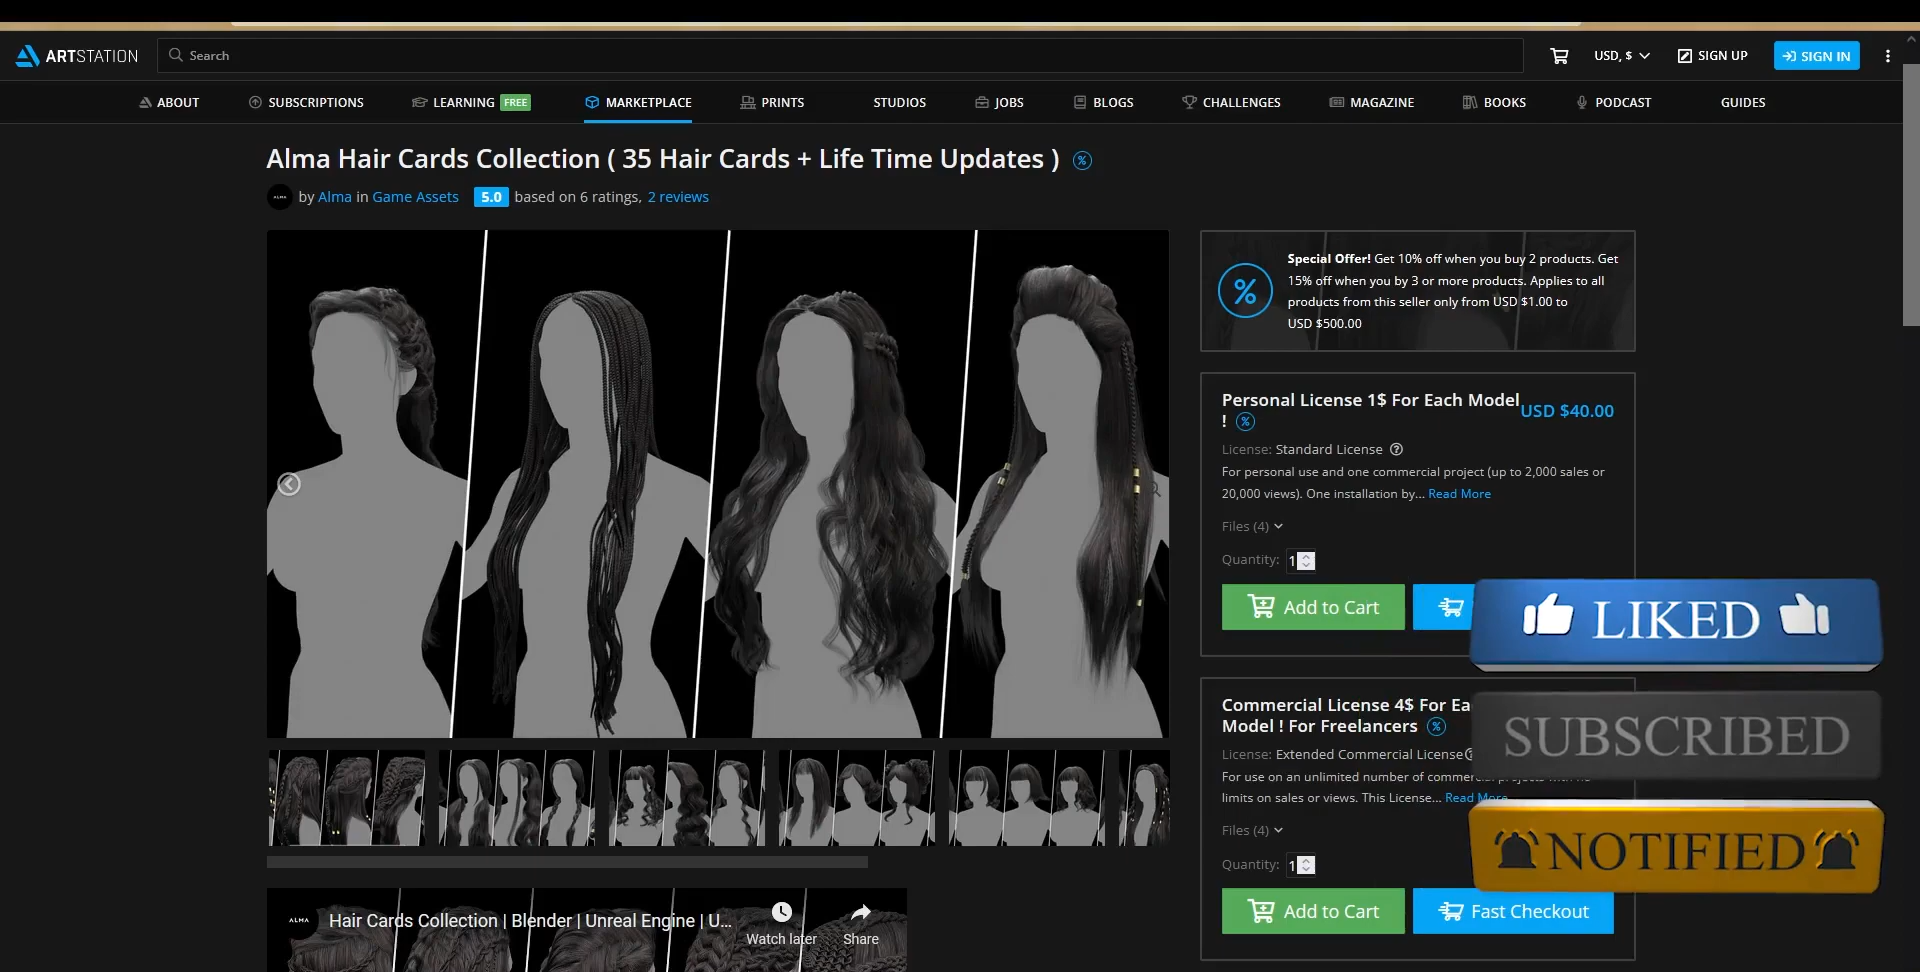 ARTSTATION
Search
USD, $
SIGN UP
SIGN IN
ABOUT
SUBSCRIPTIONS
LEARNING FREE
MARKETPLACE
PRINTS
STUDIOS
JOBS
BLOGS
CHALLENGES
MAGAZINE
BOOKS
PODCAST
GUIDES
Alma Hair Cards Collection ( 35 Hair Cards + Life Time Updates )
by Alma in Game Assets 5.0 based on 6 ratings, 2 reviews
Special Offer! Get 10% off when you buy 2 products. Get
15% off when you by 3 or more products. Applies to all
products from this seller only from USD $1.00 to
USD $500.00
Personal License 1$ For Each Model
!
USD $40.00
License: Standard License
For personal use and one commercial project (up to 2,000 sales or
20,000 views). One installation by... Read More
Files (4)
Quantity: 1
Add to Cart
LIKED
Commercial License 4$ For Ea
Model ! For Freelancers
License: Extended Commercial License
SUBSCRIBED
For use on an unlimited number of commercial projects with no
limits on sales or views. This License... Read More
Files (4)
Quantity: 1
NOTIFIED
Add to Cart
Fast Checkout
ALMA
Hair Cards Collection | Blender | Unreal Engine | U...
Watch later
Share